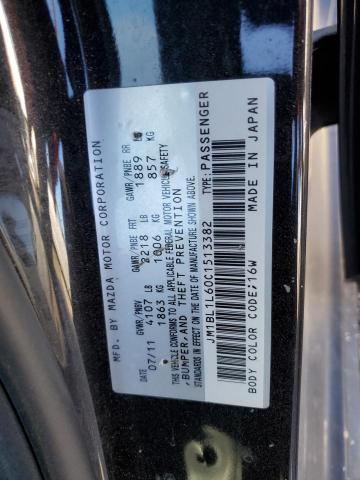 MFD. BY MAZDA MOTOR CORPORATION
GVWR/PNBV GAWR/PNBE FRT GAWR/PNBE RR
07/11 4107 LB 2218 LB 1889 LB
1863 KG 1006 KG 857 KG
THIS VEHICLE CONFORMS TO ALL APPLICABLE FEDERAL MOTOR VEHICLE SAFETY
,BUMPER,AND THEFT PREVENTION
STANDARDS IN EFFECT ON THE DATE OF MANUFACTURE SHOWN ABOVE.
JM1BL1L60C1513382 TYPE:PASSENGER
BODY COLOR CODE;16W MADE IN JAPAN